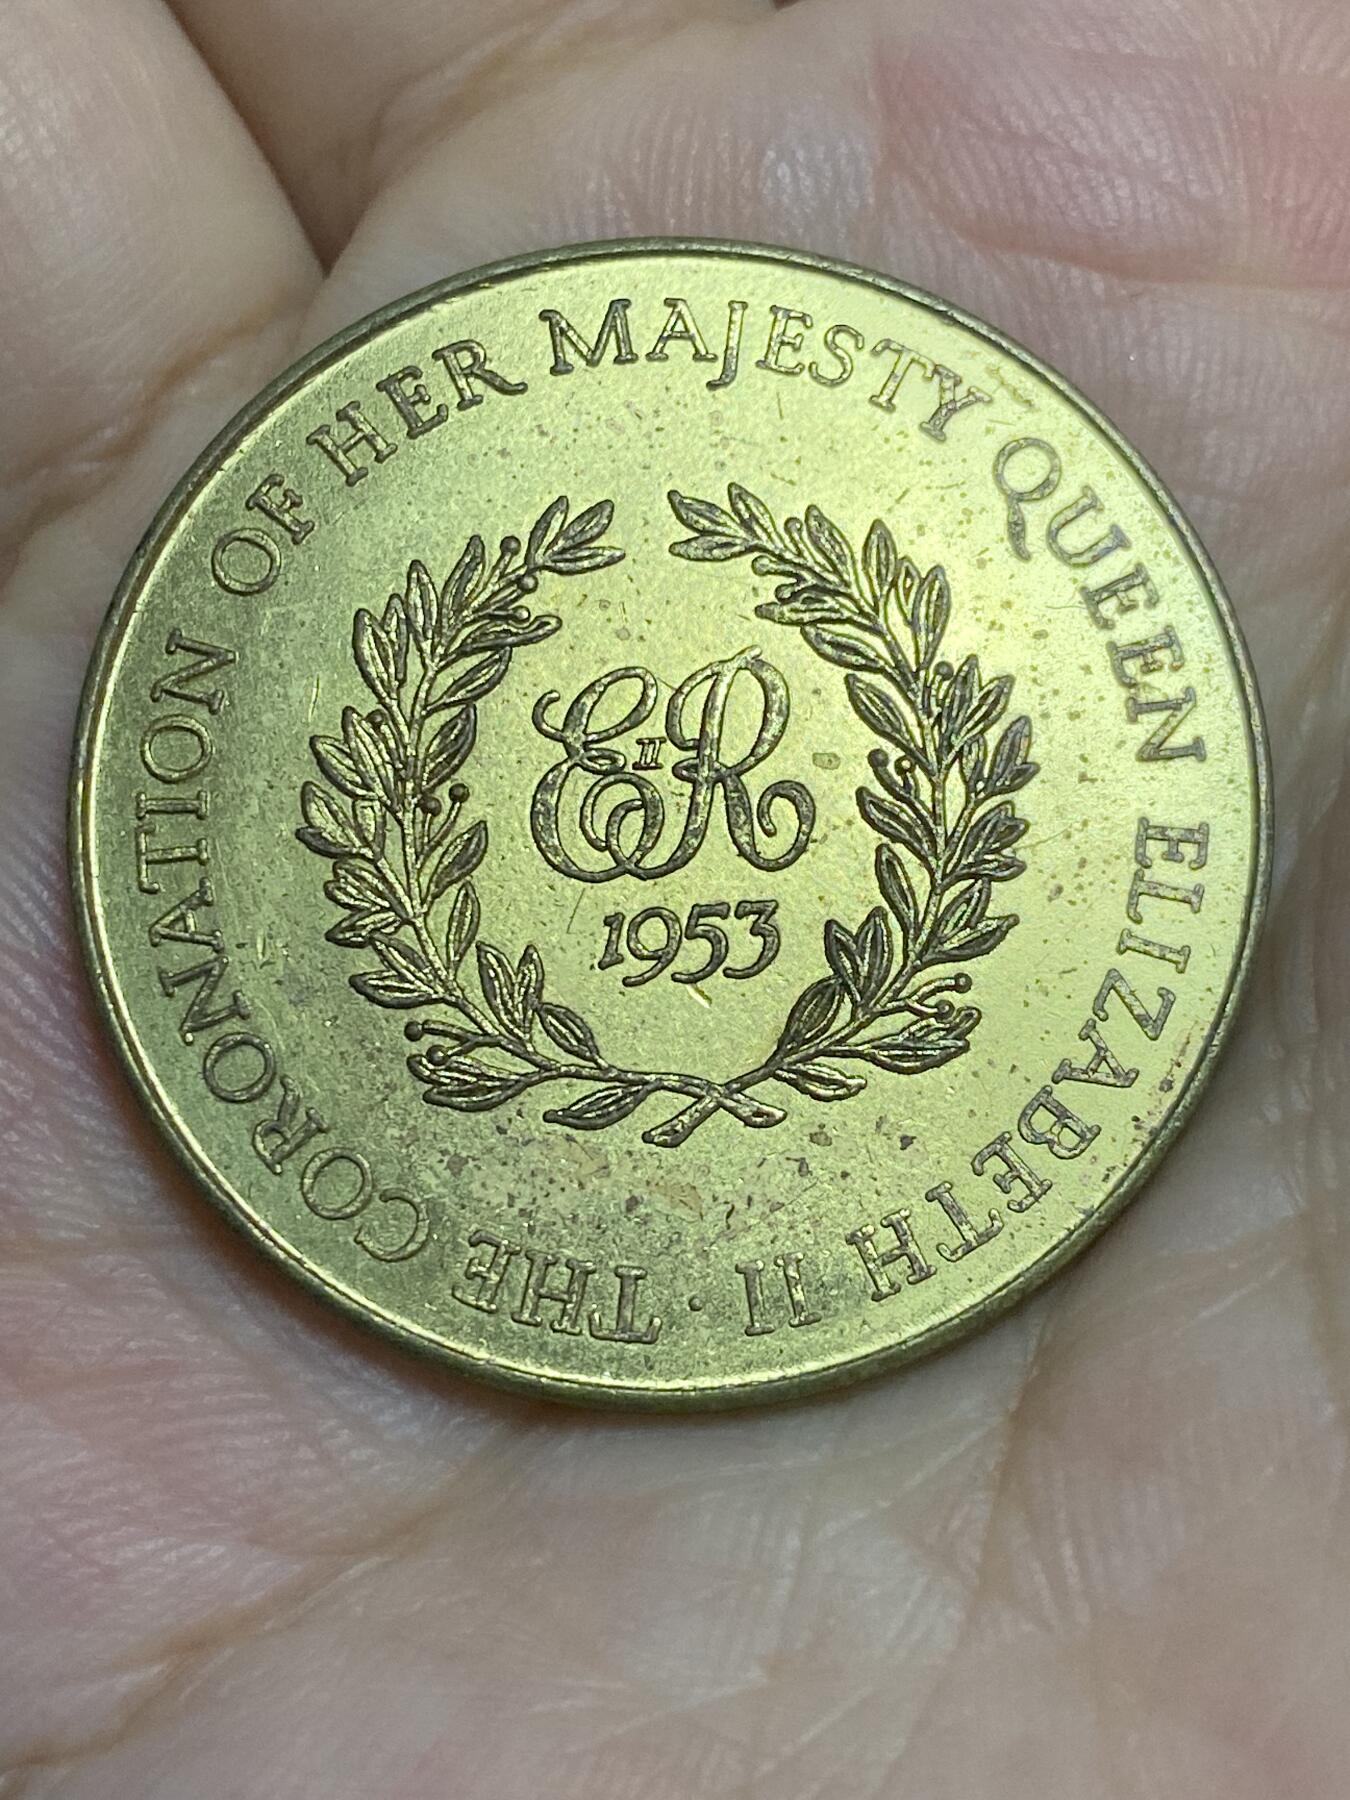 THE CORONATION OF HER MAJESTY QUEEN ELIZABETH II ·
EIIR
1953